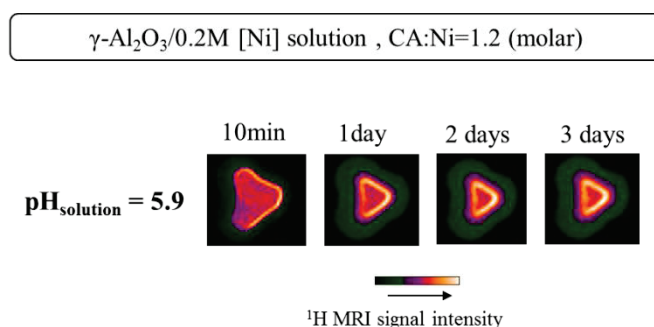 γ-Al₂O₃/0.2M [Ni] solution , CA:Ni=1.2 (molar)
10min 1day 2 days 3 days
pHsolution = 5.9
¹H MRI signal intensity